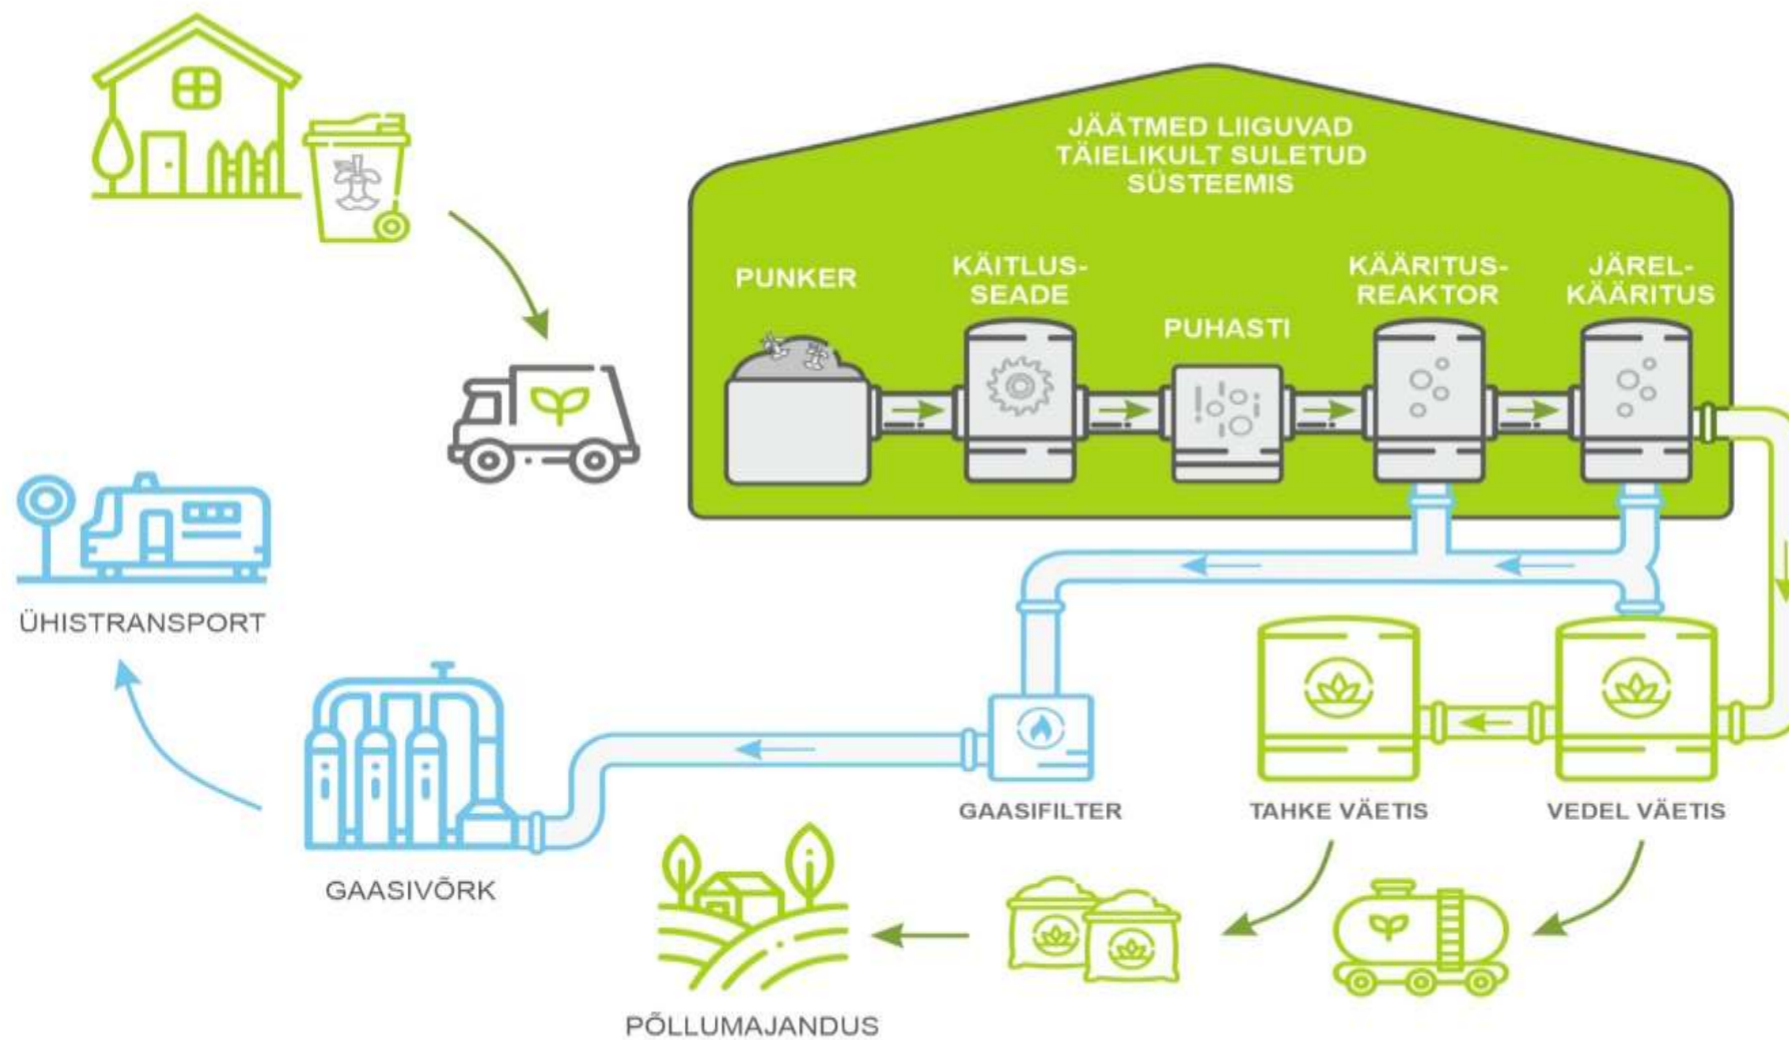 JÄÄTMED LIIGUVAD
TÄIELIKULT SULETUD
SÜSTEEMIS
PUNKER
KÄITLUS-
SEADE
PUHASTI
KÄÄRITUS-
REAKTOR
JÄREL-
KÄÄRITUS
ÜHISTRANSPORT
GAASIVÕRK
GAASIFILTER
TAHKE VÄETIS
VEDEL VÄETIS
PÕLLUMAJANDUS